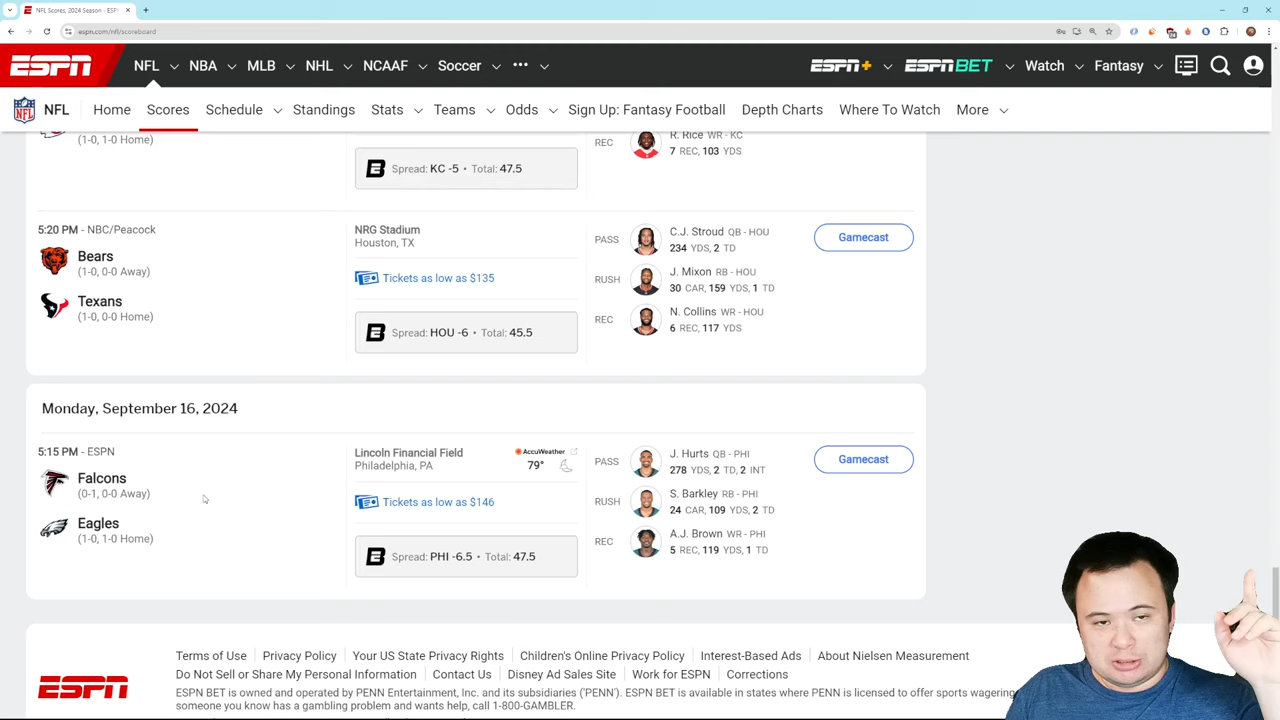 NFL Scores, 2024 Season - ESP
espn.com/nfl/scoreboard
ESPN NFL NBA MLB NHL NCAAF Soccer ESPN+ ESPN BET Watch Fantasy
NFL Home Scores Schedule Standings Stats Teams Odds Sign Up: Fantasy Football Depth Charts Where To Watch More
(1-0, 1-0 Home)
Spread: KC -5 • Total: 47.5
REC
R. Rice WR - KC
7 REC, 103 YDS
5:20 PM - NBC/Peacock
Bears
(1-0, 0-0 Away)
Texans
(1-0, 0-0 Home)
NRG Stadium
Houston, TX
Tickets as low as $135
Spread: HOU -6 • Total: 45.5
PASS
C.J. Stroud QB - HOU
234 YDS, 2 TD
RUSH
J. Mixon RB - HOU
30 CAR, 159 YDS, 1 TD
REC
N. Collins WR - HOU
6 REC, 117 YDS
Gamecast
Monday, September 16, 2024
5:15 PM - ESPN
Falcons
(0-1, 0-0 Away)
Eagles
(1-0, 1-0 Home)
Lincoln Financial Field
Philadelphia, PA
AccuWeather
79°
Tickets as low as $146
Spread: PHI -6.5 • Total: 47.5
PASS
J. Hurts QB - PHI
278 YDS, 2 TD, 2 INT
RUSH
S. Barkley RB - PHI
24 CAR, 109 YDS, 2 TD
REC
A.J. Brown WR - PHI
5 REC, 119 YDS, 1 TD
Gamecast
ESPN
Terms of Use Privacy Policy Your US State Privacy Rights Children's Online Privacy Policy Interest-Based Ads About Nielsen Measurement
Do Not Sell or Share My Personal Information Contact Us Disney Ad Sales Site Work for ESPN Corrections
ESPN BET is owned and operated by PENN Entertainment, Inc. and its subsidiaries ('PENN'). ESPN BET is available in states where PENN is licensed to offer sports wagering
someone you know has a gambling problem and wants help, call 1-800-GAMBLER.